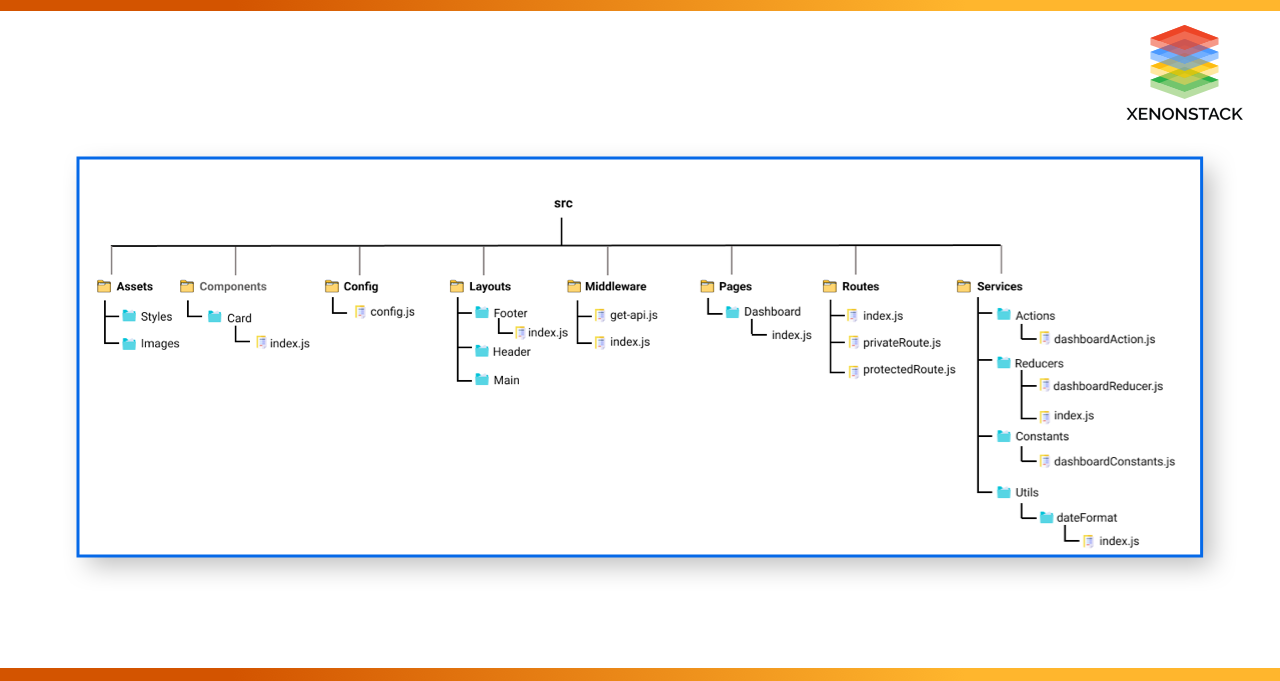 XENONSTACK
src
Assets
Styles
Images
Components
Card
index.js
Config
config.js
Layouts
Footer
index.js
Header
Main
Middleware
get-api.js
index.js
Pages
Dashboard
index.js
Routes
index.js
privateRoute.js
protectedRoute.js
Services
Actions
dashboardAction.js
Reducers
dashboardReducer.js
index.js
Constants
dashboardConstants.js
Utils
dateFormat
index.js